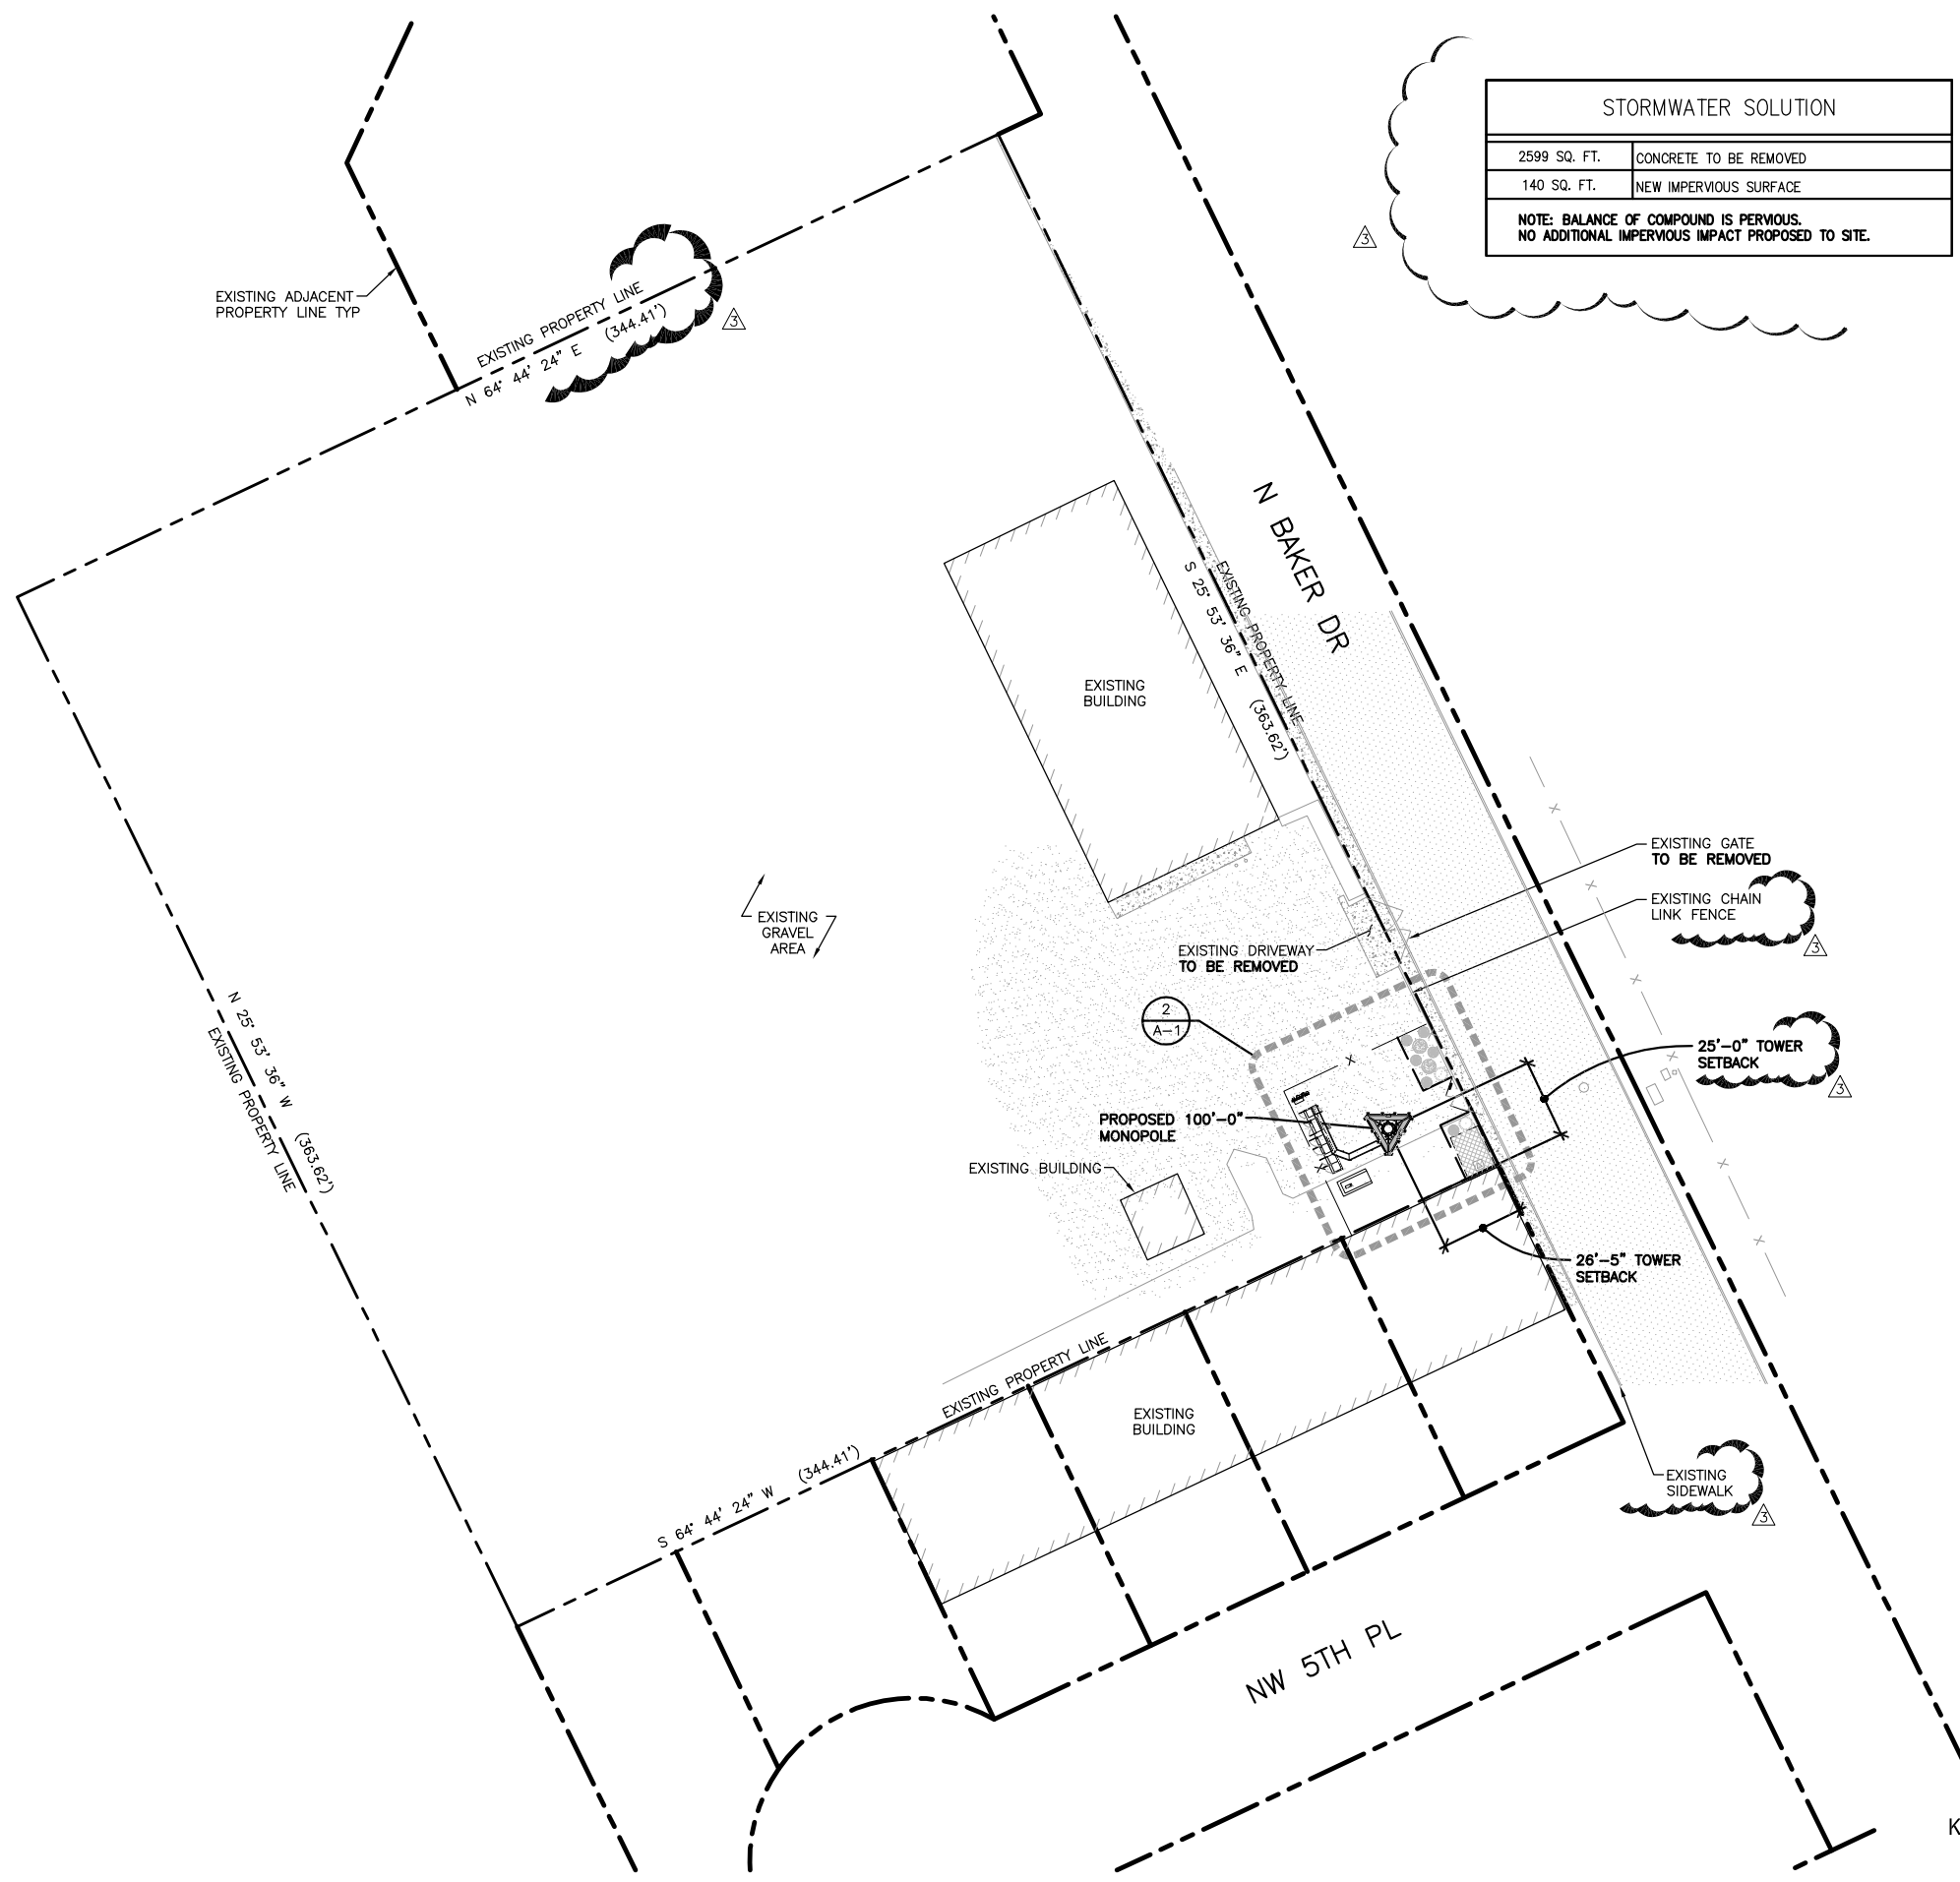 STORMWATER SOLUTION
2599 SQ. FT. CONCRETE TO BE REMOVED
140 SQ. FT. NEW IMPERVIOUS SURFACE
NOTE: BALANCE OF COMPOUND IS PERVIOUS.
NO ADDITIONAL IMPERVIOUS IMPACT PROPOSED TO SITE.
3
EXISTING ADJACENT
PROPERTY LINE TYP
EXISTING PROPERTY LINE
N 64° 44' 24" E (344.41')
3
N BAKER DR
EXISTING PROPERTY LINE
S 25° 53' 36" E (363.62')
EXISTING
BUILDING
EXISTING GATE
TO BE REMOVED
EXISTING CHAIN
LINK FENCE
3
EXISTING
GRAVEL
AREA
EXISTING DRIVEWAY
TO BE REMOVED
2
A-1
25'-0" TOWER
SETBACK
3
N 25° 53' 36" W (363.62')
EXISTING PROPERTY LINE
PROPOSED 100'-0"
MONOPOLE
EXISTING BUILDING
26'-5" TOWER
SETBACK
EXISTING PROPERTY LINE
S 64° 44' 24" W (344.41')
EXISTING
BUILDING
EXISTING
SIDEWALK
3
NW 5TH PL
K